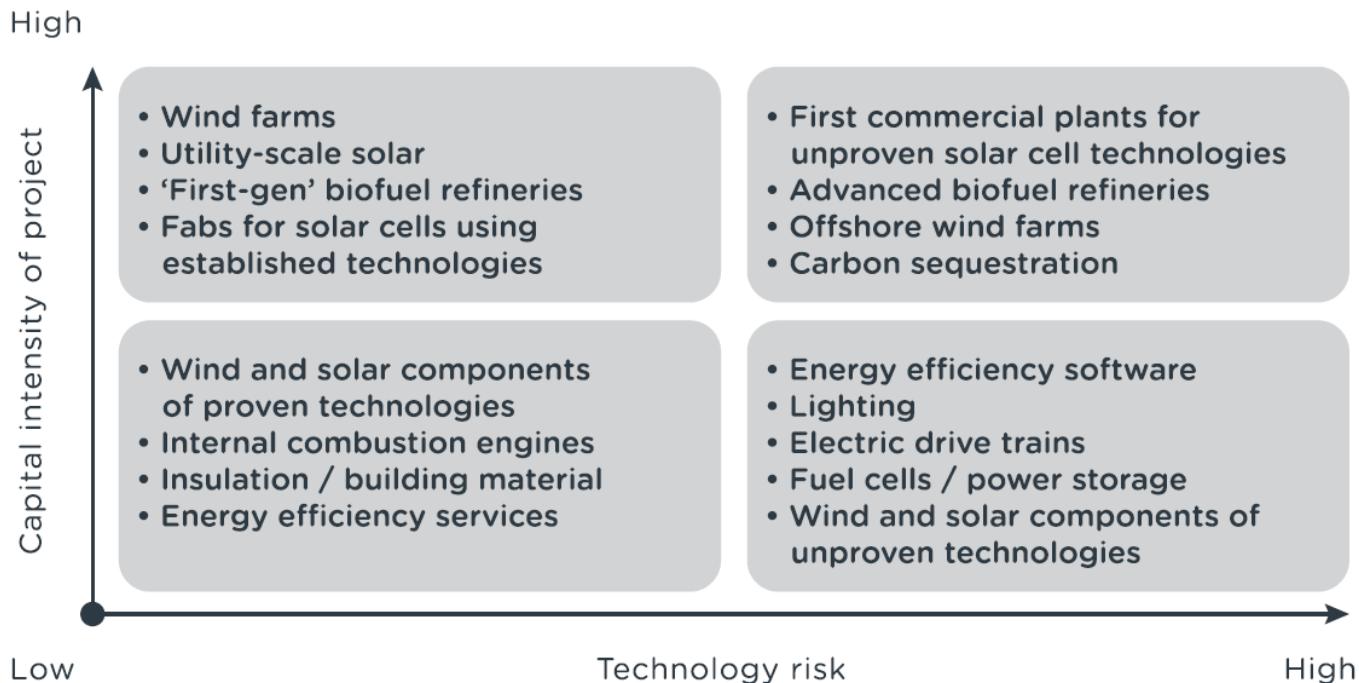 High
Capital intensity of project
• Wind farms
• Utility-scale solar
• ‘First-gen’ biofuel refineries
• Fabs for solar cells using
established technologies
• First commercial plants for
unproven solar cell technologies
• Advanced biofuel refineries
• Offshore wind farms
• Carbon sequestration
• Wind and solar components
of proven technologies
• Internal combustion engines
• Insulation / building material
• Energy efficiency services
• Energy efficiency software
• Lighting
• Electric drive trains
• Fuel cells / power storage
• Wind and solar components of
unproven technologies
Low
Technology risk
High